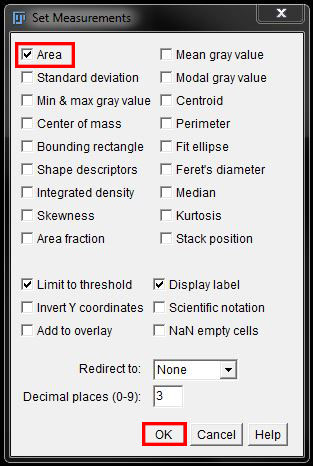 Set Measurements
Area Mean gray value
Standard deviation Modal gray value
Min & max gray value Centroid
Center of mass Perimeter
Bounding rectangle Fit ellipse
Shape descriptors Feret's diameter
Integrated density Median
Skewness Kurtosis
Area fraction Stack position
Limit to threshold Display label
Invert Y coordinates Scientific notation
Add to overlay NaN empty cells
Redirect to: None
Decimal places (0-9): 3
OK Cancel Help